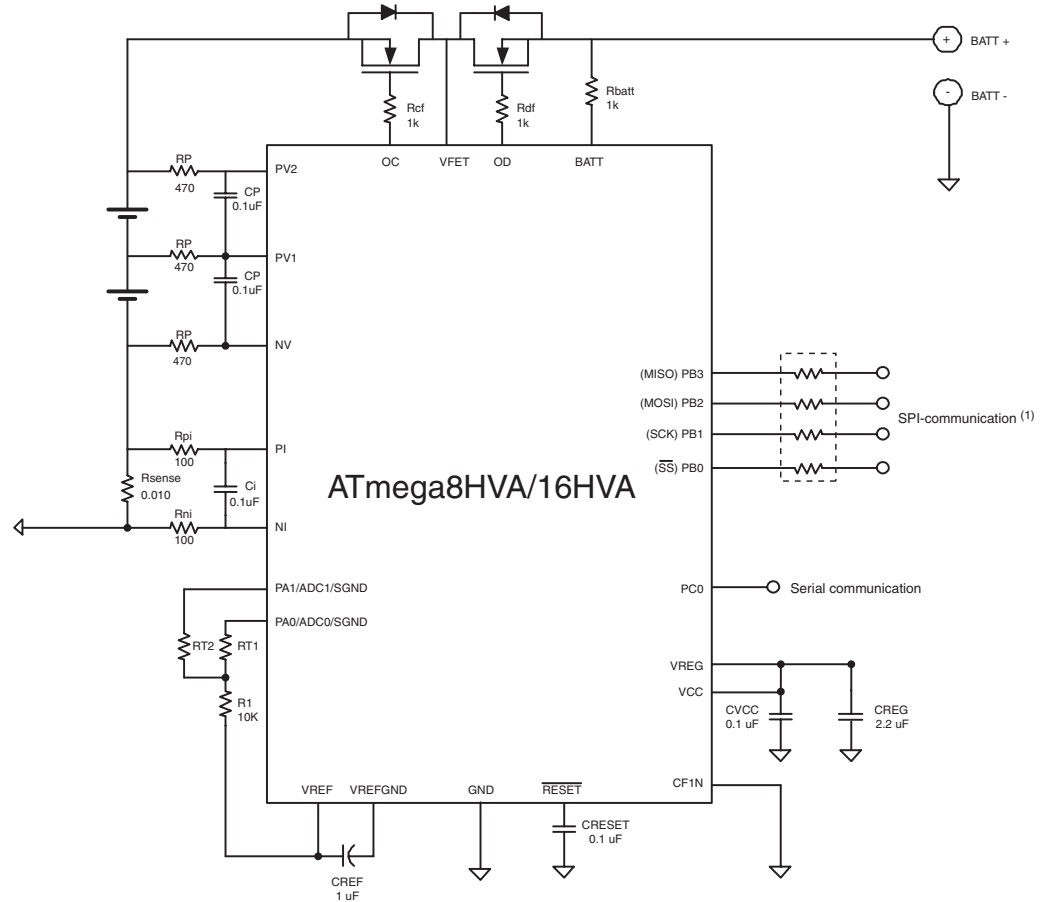 +
BATT +
-
BATT -
Rcf
1k
Rdf
1k
Rbatt
1k
OC
VFET
OD
BATT
RP
470
PV2
CP
0.1uF
RP
470
PV1
CP
0.1uF
RP
470
NV
(MISO) PB3
(MOSI) PB2
(SCK) PB1
(SS) PB0
SPI-communication (1)
Rpi
100
PI
Rsense
0.010
Ci
0.1uF
Rni
100
NI
ATmega8HVA/16HVA
PA1/ADC1/SGND
PA0/ADC0/SGND
RT2
RT1
R1
10K
PC0
Serial communication
VREG
VCC
CVCC
0.1 uF
CREG
2.2 uF
CF1N
VREF
VREFGND
GND
RESET
CRESET
0.1 uF
CREF
1 uF